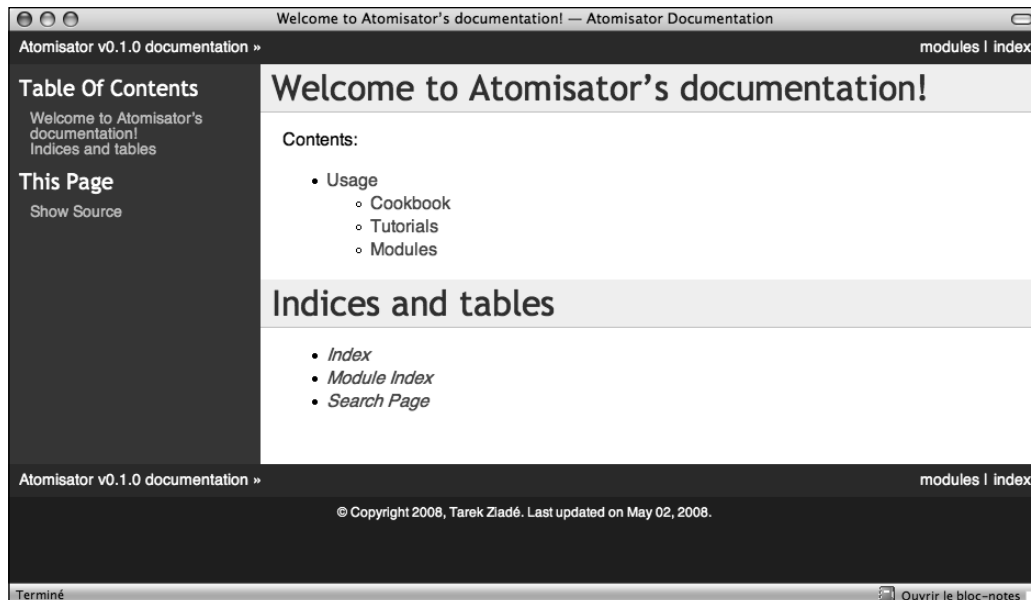 Welcome to Atomisator's documentation! — Atomisator Documentation
Atomisator v0.1.0 documentation »
modules | index
Table Of Contents
Welcome to Atomisator's
documentation!
Indices and tables
This Page
Show Source
Welcome to Atomisator's documentation!
Contents:
• Usage
◦ Cookbook
◦ Tutorials
◦ Modules
Indices and tables
• Index
• Module Index
• Search Page
Atomisator v0.1.0 documentation »
modules | index
© Copyright 2008, Tarek Ziadé. Last updated on May 02, 2008.
Terminé
Ouvrir le bloc-notes